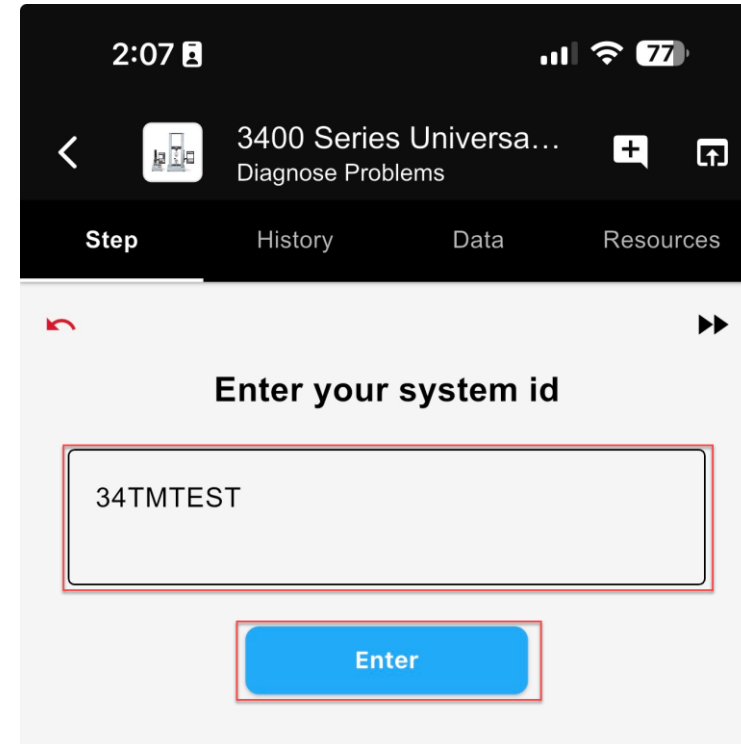 2:07 77
3400 Series Universa...
Diagnose Problems
Step History Data Resources
Enter your system id
34TMTEST
Enter